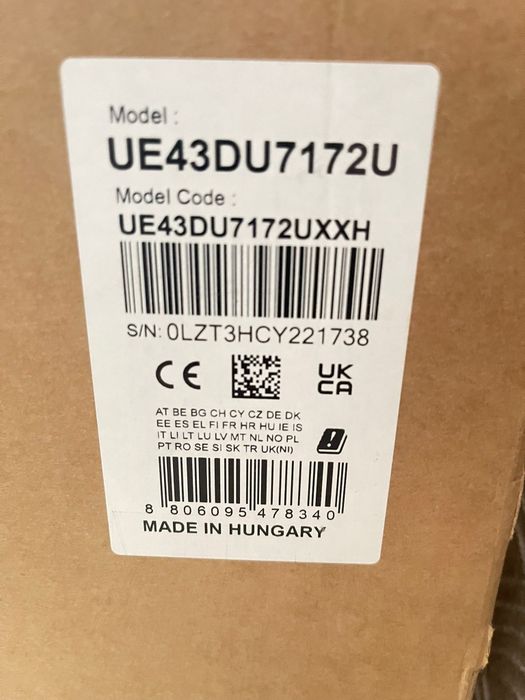 Model :
UE43DU7172U
Model Code :
UE43DU7172UXXH
S/N: 0LZT3HCY221738
CE
UK
CA
AT BE BG CH CY CZ DE DK
EE ES EL FI FR HR HU IE IS
IT LI LT LU LV MT NL NO PL
PT RO SE SI SK TR UK(NI)
8 806095 478340
MADE IN HUNGARY